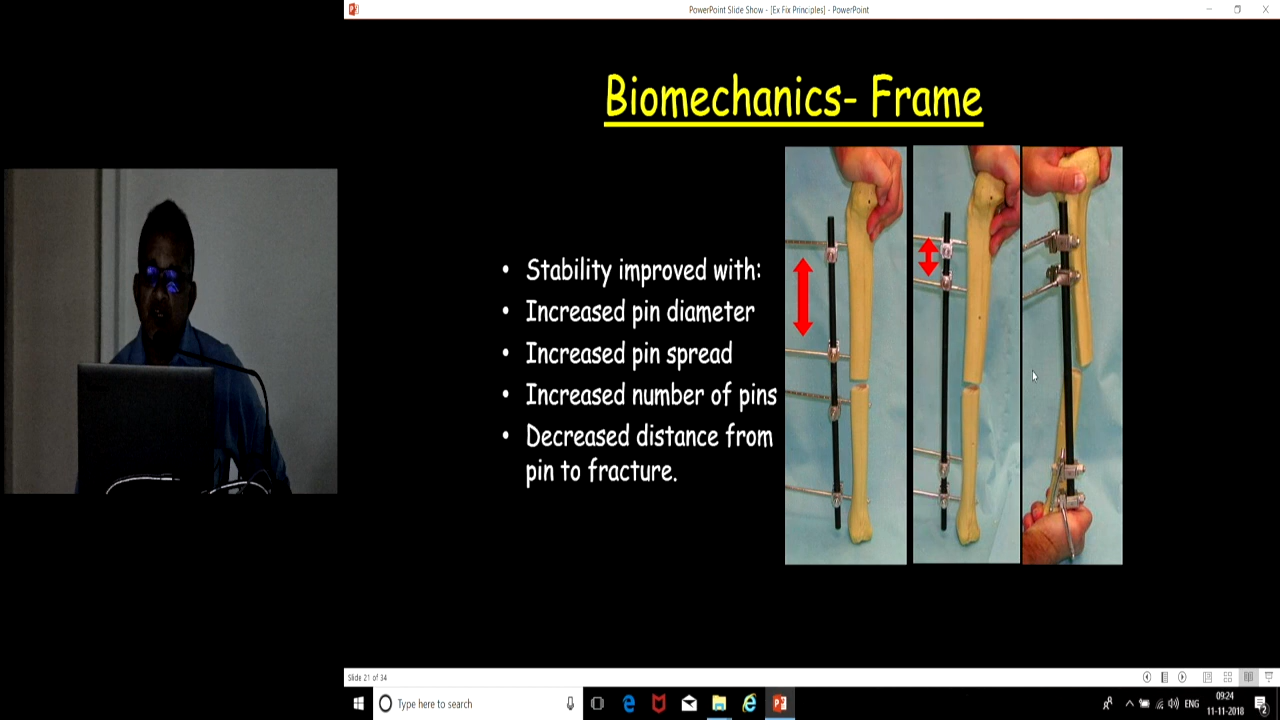 PowerPoint Slide Show - [Ex Fix Principles] - PowerPoint
Biomechanics- Frame
• Stability improved with:
• Increased pin diameter
• Increased pin spread
• Increased number of pins
• Decreased distance from
pin to fracture.
Slide 21 of 34
Type here to search
ENG
09:24
11-11-2018
2